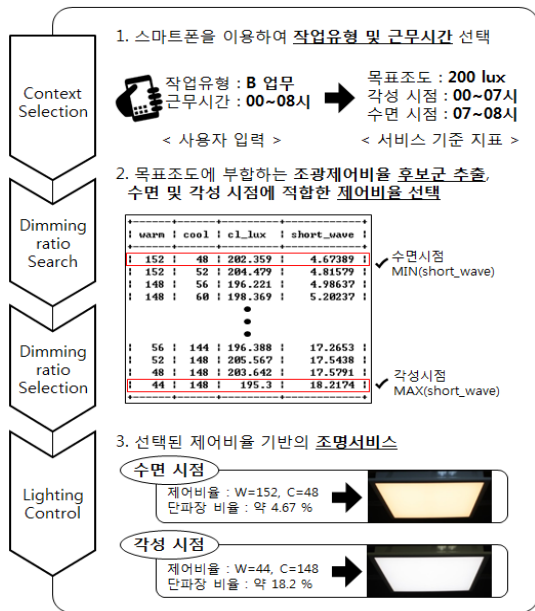 Context
Selection
Dimming
ratio
Search
Dimming
ratio
Selection
Lighting
Control
1. 스마트폰을 이용하여 작업유형 및 근무시간 선택
작업유형 : B 업무
근무시간 : 00~08시
< 사용자 입력 >
목표조도 : 200 lux
각성 시점 : 00~07시
수면 시점 : 07~08시
< 서비스 기준 지표 >
2. 목표조도에 부합하는 조광제어비율 후보군 추출,
수면 및 각성 시점에 적합한 제어비율 선택
warm | cool | cl_lux | short_wave
152 | 48 | 202.359 | 4.67389
152 | 52 | 204.479 | 4.81579
148 | 56 | 196.221 | 4.98637
148 | 60 | 198.369 | 5.20237
56 | 144 | 196.388 | 17.2653
52 | 148 | 205.567 | 17.5438
48 | 148 | 203.642 | 17.5791
44 | 148 | 195.3 | 18.2174
수면시점
MIN(short_wave)
각성시점
MAX(short_wave)
3. 선택된 제어비율 기반의 조명서비스
수면 시점
제어비율 : W=152, C=48
단파장 비율 : 약 4.67 %
각성 시점
제어비율 : W=44, C=148
단파장 비율 : 약 18.2 %